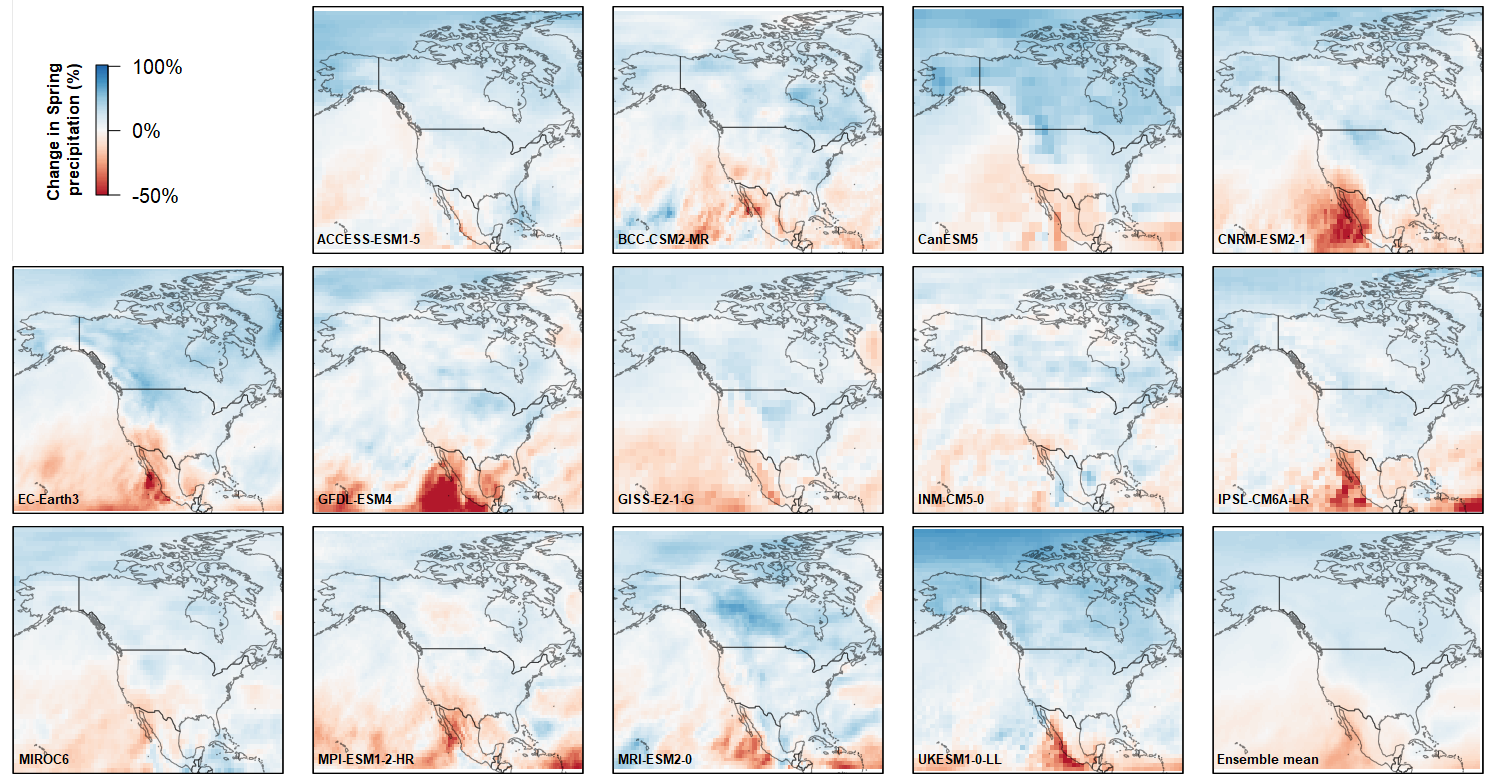 Change in Spring
precipitation (%)
100%
0%
-50%
ACCESS-ESM1-5
BCC-CSM2-MR
CanESM5
CNRM-ESM2-1
EC-Earth3
GFDL-ESM4
GISS-E2-1-G
INM-CM5-0
IPSL-CM6A-LR
MIROC6
MPI-ESM1-2-HR
MRI-ESM2-0
UKESM1-0-LL
Ensemble mean